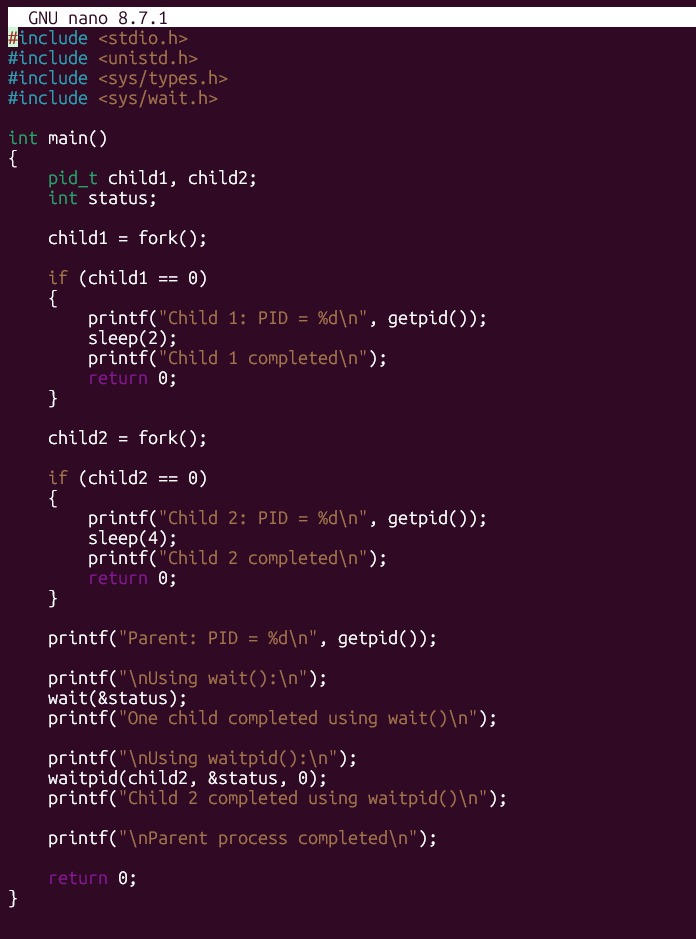 GNU nano 8.7.1
#include <stdio.h>
#include <unistd.h>
#include <sys/types.h>
#include <sys/wait.h>
int main()
{
    pid_t child1, child2;
    int status;
    child1 = fork();
    if (child1 == 0)
    {
        printf("Child 1: PID = %d\n", getpid());
        sleep(2);
        printf("Child 1 completed\n");
        return 0;
    }
    child2 = fork();
    if (child2 == 0)
    {
        printf("Child 2: PID = %d\n", getpid());
        sleep(4);
        printf("Child 2 completed\n");
        return 0;
    }
    printf("Parent: PID = %d\n", getpid());
    printf("\nUsing wait():\n");
    wait(&status);
    printf("One child completed using wait()\n");
    printf("\nUsing waitpid():\n");
    waitpid(child2, &status, 0);
    printf("Child 2 completed using waitpid()\n");
    printf("\nParent process completed\n");
    return 0;
}